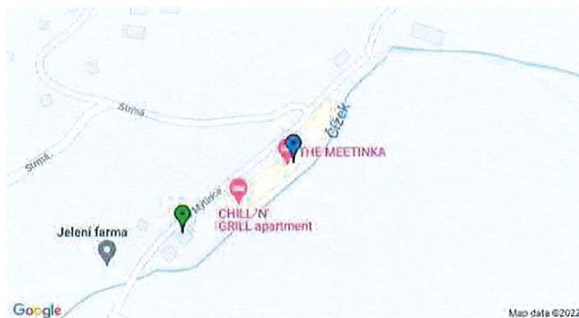 Strmá
Strmá
Čížek
THE MEETINKA
Mýtinka
CHILL'N'
GRILL apartment
Jelení farma
Google
Map data ©2022